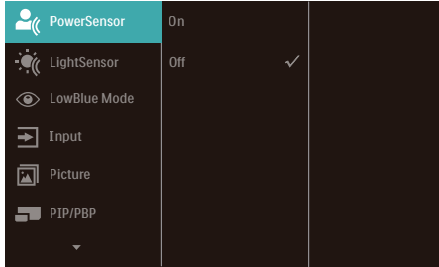 PowerSensor
On
LightSensor
Off
LowBlue Mode
Input
Picture
PIP/PBP